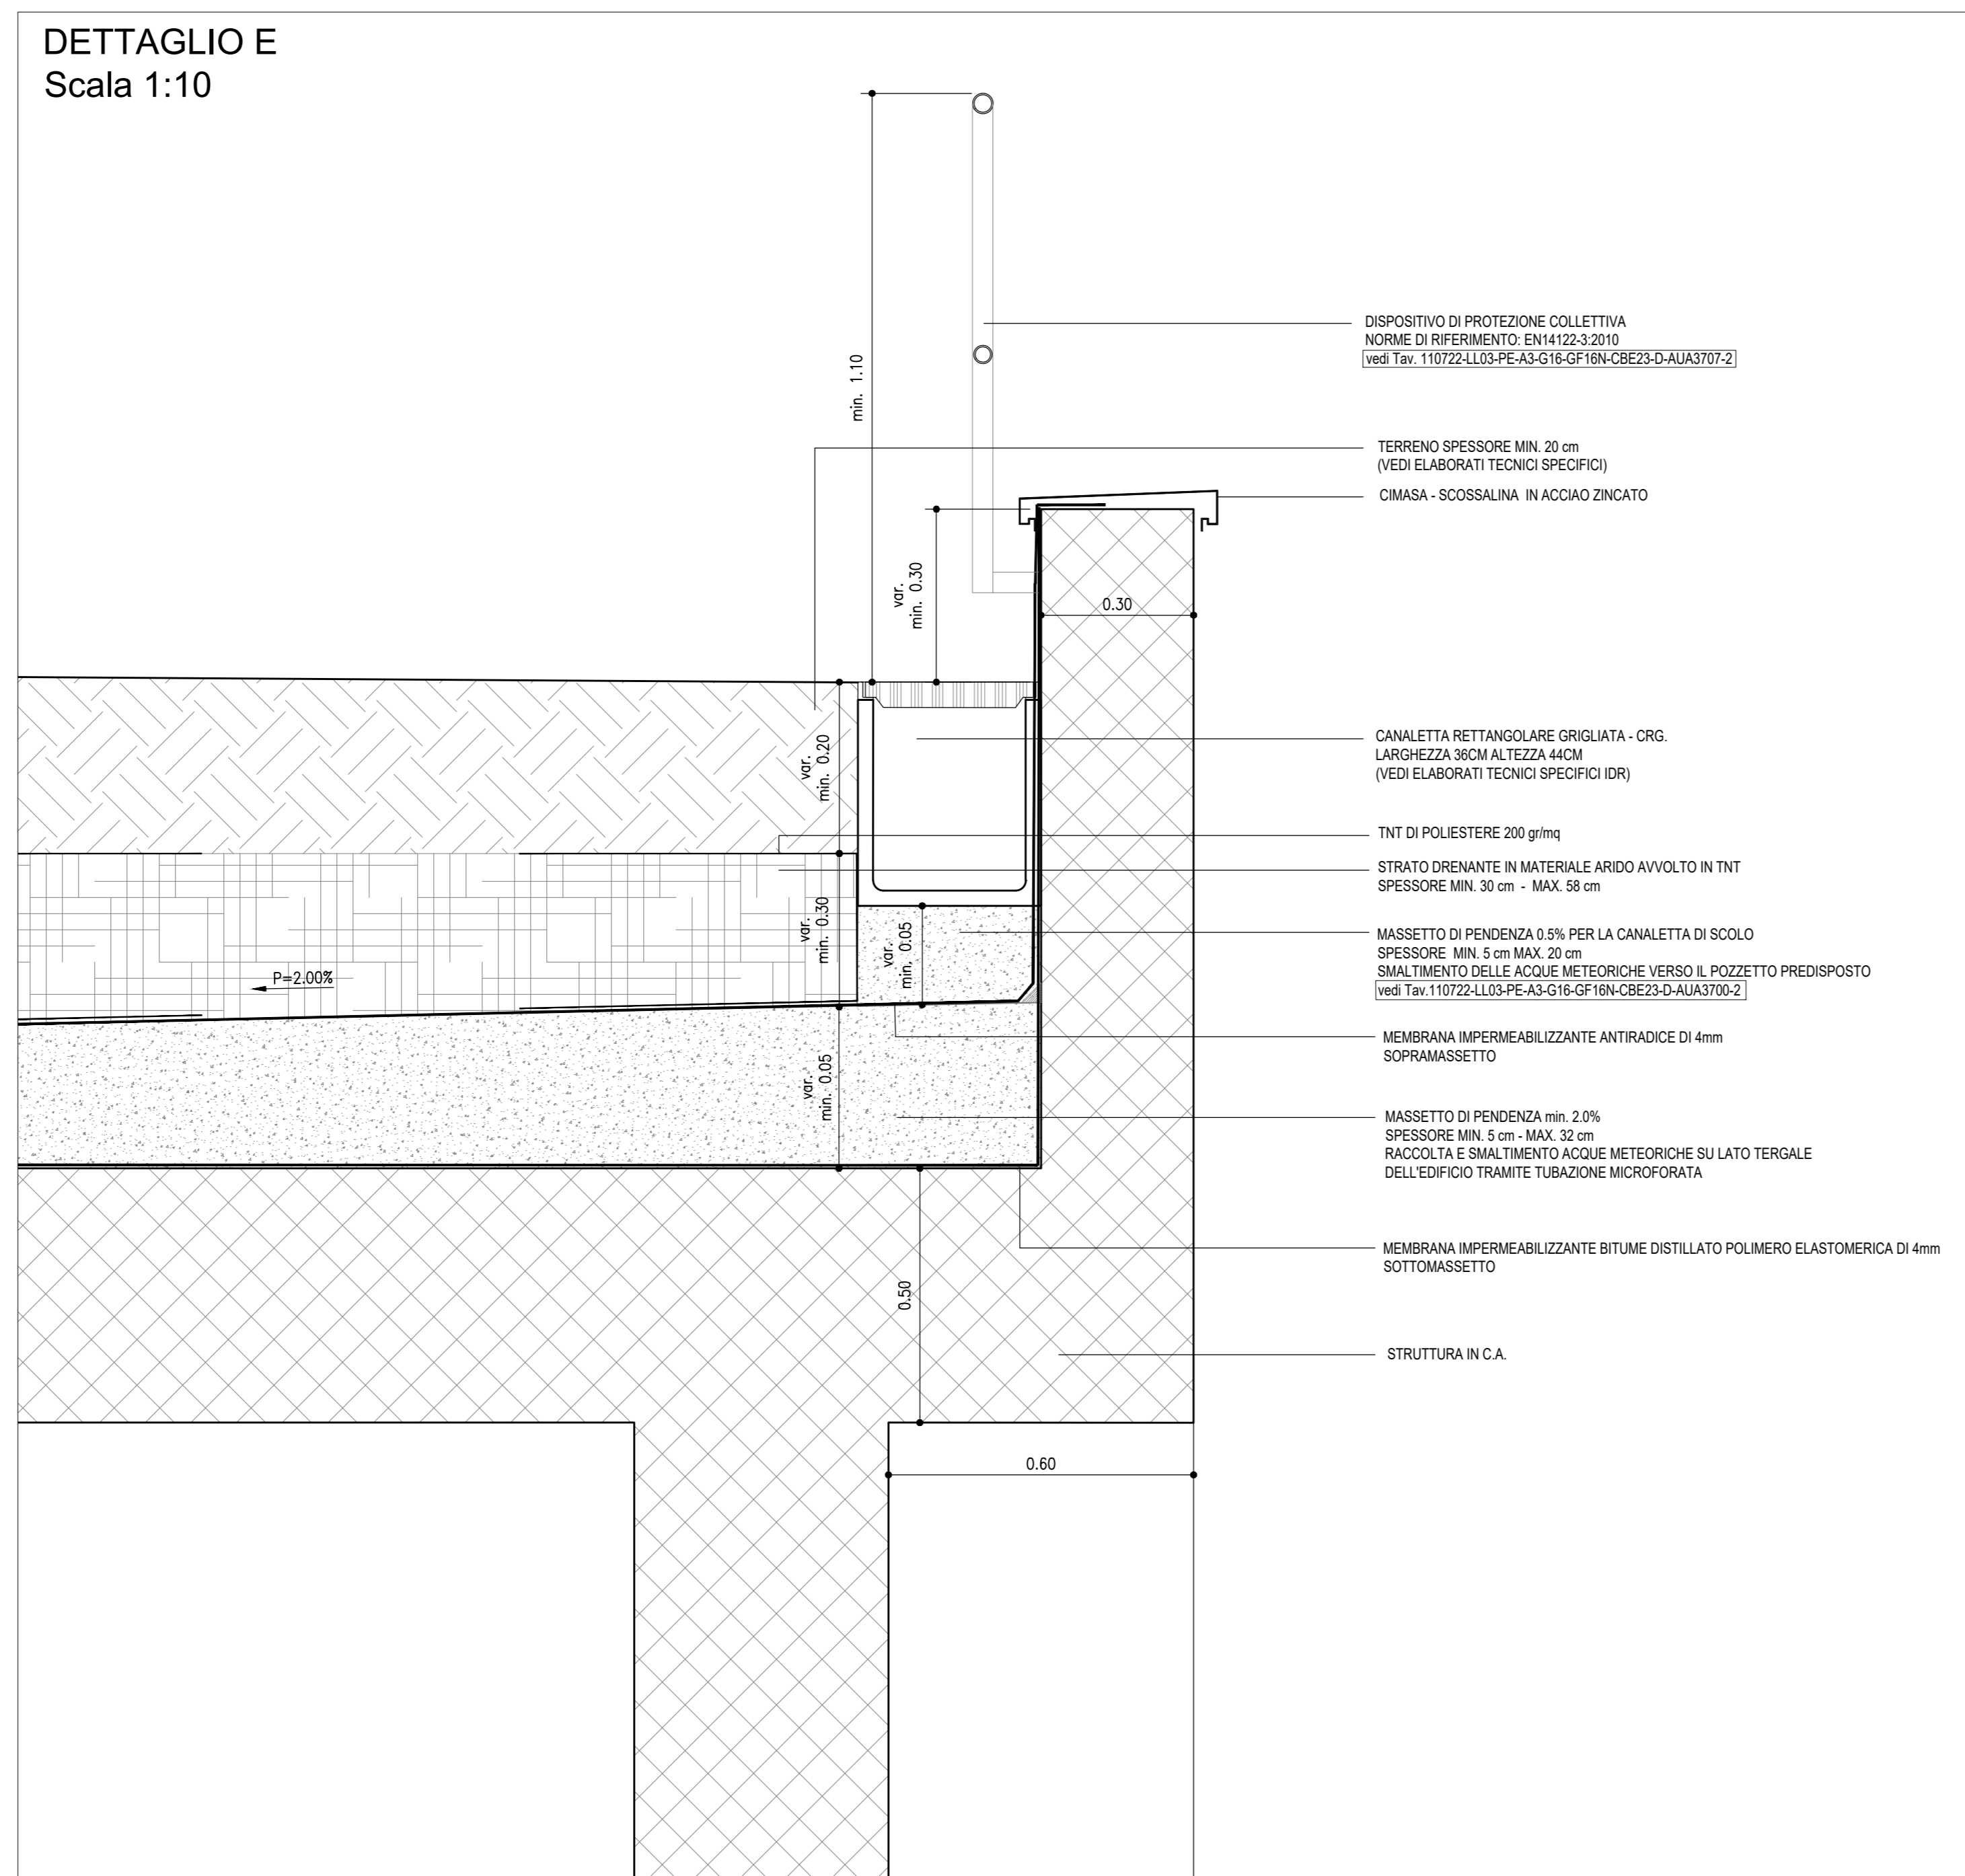 DETTAGLIO E
Scala 1:10
min. 1.10
DISPOSITIVO DI PROTEZIONE COLLETTIVA
NORME DI RIFERIMENTO: EN14122-3:2010
vedi Tav. 110722-LL03-PE-A3-G16-GF16N-CBE23-D-AUA3707-2
TERRENO SPESSORE MIN. 20 cm
(VEDI ELABORATI TECNICI SPECIFICI)
CIMASA - SCOSSALINA IN ACCIAO ZINCATO
var.
min. 0.30
0.30
var.
min. 0.20
CANALETTA RETTANGOLARE GRIGLIATA - CRG.
LARGHEZZA 36CM ALTEZZA 44CM
(VEDI ELABORATI TECNICI SPECIFICI IDR)
TNT DI POLIESTERE 200 gr/mq
STRATO DRENANTE IN MATERIALE ARIDO AVVOLTO IN TNT
SPESSORE MIN. 30 cm - MAX. 58 cm
var.
min. 0.30
var.
min. 0.05
P=2.00%
MASSETTO DI PENDENZA 0.5% PER LA CANALETTA DI SCOLO
SPESSORE MIN. 5 cm MAX. 20 cm
SMALTIMENTO DELLE ACQUE METEORICHE VERSO IL POZZETTO PREDISPOSTO
vedi Tav.110722-LL03-PE-A3-G16-GF16N-CBE23-D-AUA3700-2
MEMBRANA IMPERMEABILIZZANTE ANTIRADICE DI 4mm
SOPRAMASSETTO
var.
min. 0.05
MASSETTO DI PENDENZA min. 2.0%
SPESSORE MIN. 5 cm - MAX. 32 cm
RACCOLTA E SMALTIMENTO ACQUE METEORICHE SU LATO TERGALE
DELL'EDIFICIO TRAMITE TUBAZIONE MICROFORATA
MEMBRANA IMPERMEABILIZZANTE BITUME DISTILLATO POLIMERO ELASTOMERICA DI 4mm
SOTTOMASSETTO
0.50
STRUTTURA IN C.A.
0.60